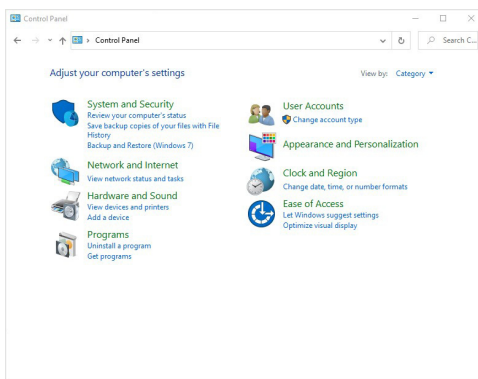 Control Panel
Control Panel
Search C...
Adjust your computer's settings
View by: Category
System and Security
Review your computer's status
Save backup copies of your files with File
History
Backup and Restore (Windows 7)
Network and Internet
View network status and tasks
Hardware and Sound
View devices and printers
Add a device
Programs
Uninstall a program
Get programs
User Accounts
Change account type
Appearance and Personalization
Clock and Region
Change date, time, or number formats
Ease of Access
Let Windows suggest settings
Optimize visual display